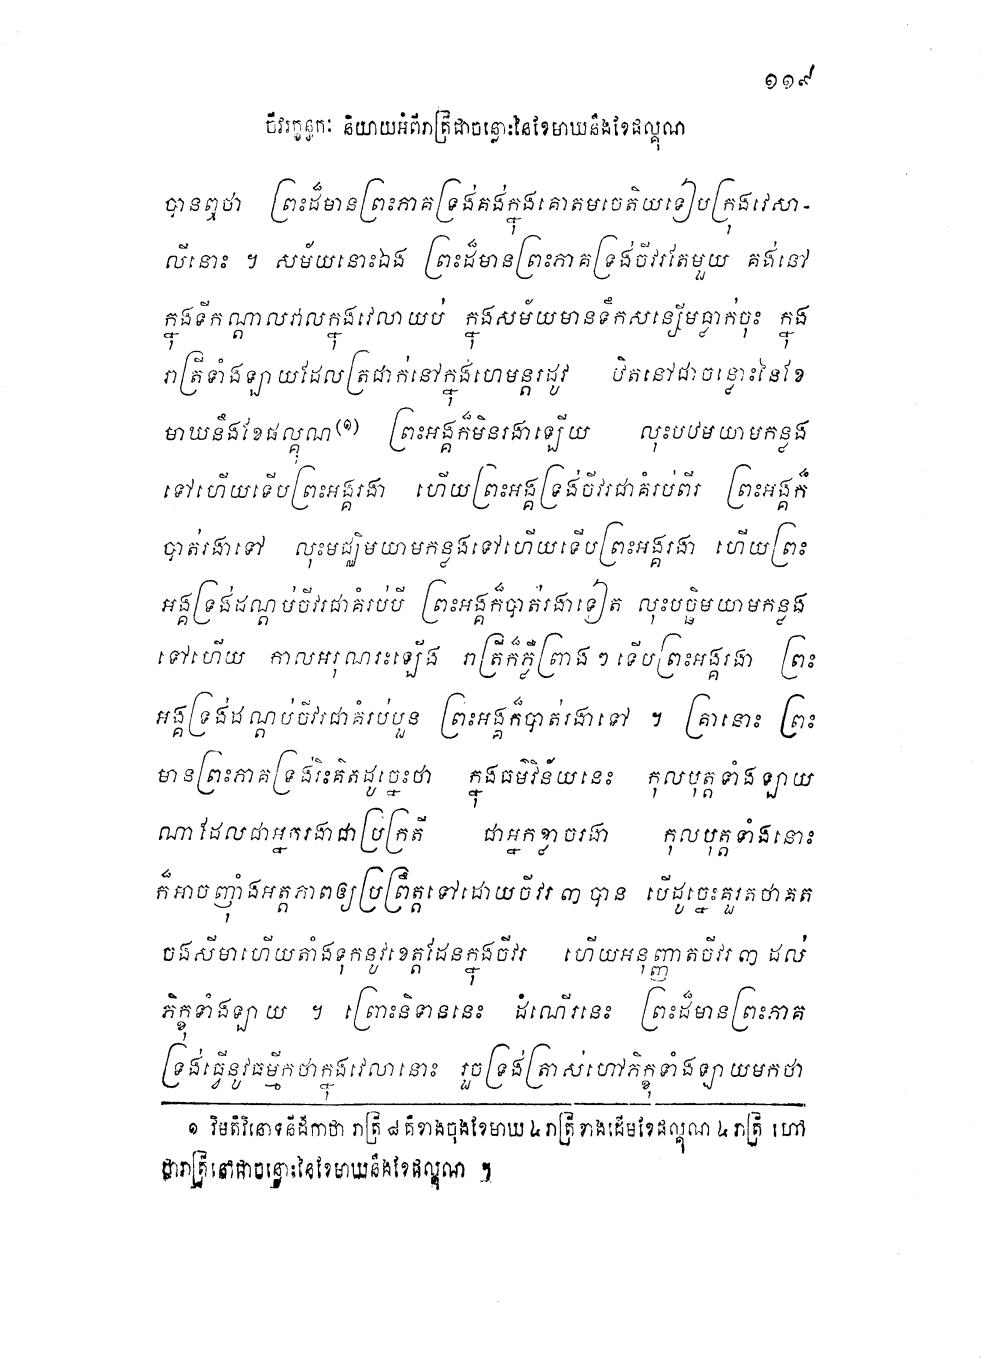 ១១៩
ចីវរក្ខន្ធកៈ និយាយអំពីរាត្រីជាចន្លោះនៃខែមាឃនឹងខែផល្គុណ
បានឮថា ព្រះដ៏មានព្រះភាគទ្រង់គង់ក្នុងគោតមចេតិយទៀបក្រុងវេសា-
លីនោះ ។ សម័យនោះឯង ព្រះដ៏មានព្រះភាគទ្រង់ចីវរតែមួយ គង់នៅ
ក្នុងទីកណ្តាលវាលក្នុងវេលាយប់ ក្នុងសម័យមានទឹកសន្សើមធ្លាក់ចុះ ក្នុង
រាត្រីទាំងឡាយដែលត្រជាក់នៅក្នុងហេមន្តរដូវ ឋិតនៅជាចន្លោះនៃខែ
មាឃនឹងខែផល្គុណ(១) ព្រះអង្គក៏មិនរងាឡើយ លុះបឋមយាមកន្លង
ទៅហើយទើបព្រះអង្គរងា ហើយព្រះអង្គទ្រង់ចីវរជាគំរប់ពីរ ព្រះអង្គក៏
បាត់រងាទៅ លុះមជ្ឈិមយាមកន្លងទៅហើយទើបព្រះអង្គរងា ហើយព្រះ
អង្គទ្រង់ដណ្តប់ចីវរជាគំរប់បី ព្រះអង្គក៏បាត់រងាទៀត លុះបច្ឆិមយាមកន្លង
ទៅហើយ កាលអរុណរះឡើង រាត្រីក៏ភ្លឺព្រាងៗ ទើបព្រះអង្គរងា ព្រះ
អង្គទ្រង់ដណ្តប់ចីវរជាគំរប់បួន ព្រះអង្គក៏បាត់រងាទៅ ។ គ្រានោះ ព្រះ
មានព្រះភាគទ្រង់រិះគិតដូច្នេះថា ក្នុងធម៌វិន័យនេះ កុលបុត្តទាំងឡាយ
ណាដែលជាអ្នករងាជាប្រក្រតី ជាអ្នកខ្លាចរងា កុលបុត្តទាំងនោះ
ក៏អាចញ៉ាំងអត្តភាពឲ្យប្រព្រឹត្តទៅដោយចីវរ ៣ បាន បើដូច្នេះគួរតថាគត
ចងសីមាហើយតាំងទុកនូវខេត្តដែនក្នុងចីវរ ហើយអនុញ្ញាតចីវរ ៣ ដល់
ភិក្ខុទាំងឡាយ ។ ព្រោះនិទាននេះ ដំណើរនេះ ព្រះដ៏មានព្រះភាគ
ទ្រង់ធ្វើនូវធម្មីកថាក្នុងវេលានោះ រួចទ្រង់ត្រាស់ហៅភិក្ខុទាំងឡាយមកថា
១ វិមតិវិនោទនីដីកាថា រាត្រី ៨ គឺខាងចុងខែមាឃ ៤ រាត្រី ខាងដើមខែផល្គុណ ៤ រាត្រី ហៅ
ថារាត្រីនៅជាចន្លោះនៃខែមាឃនឹងខែផល្គុណ ។